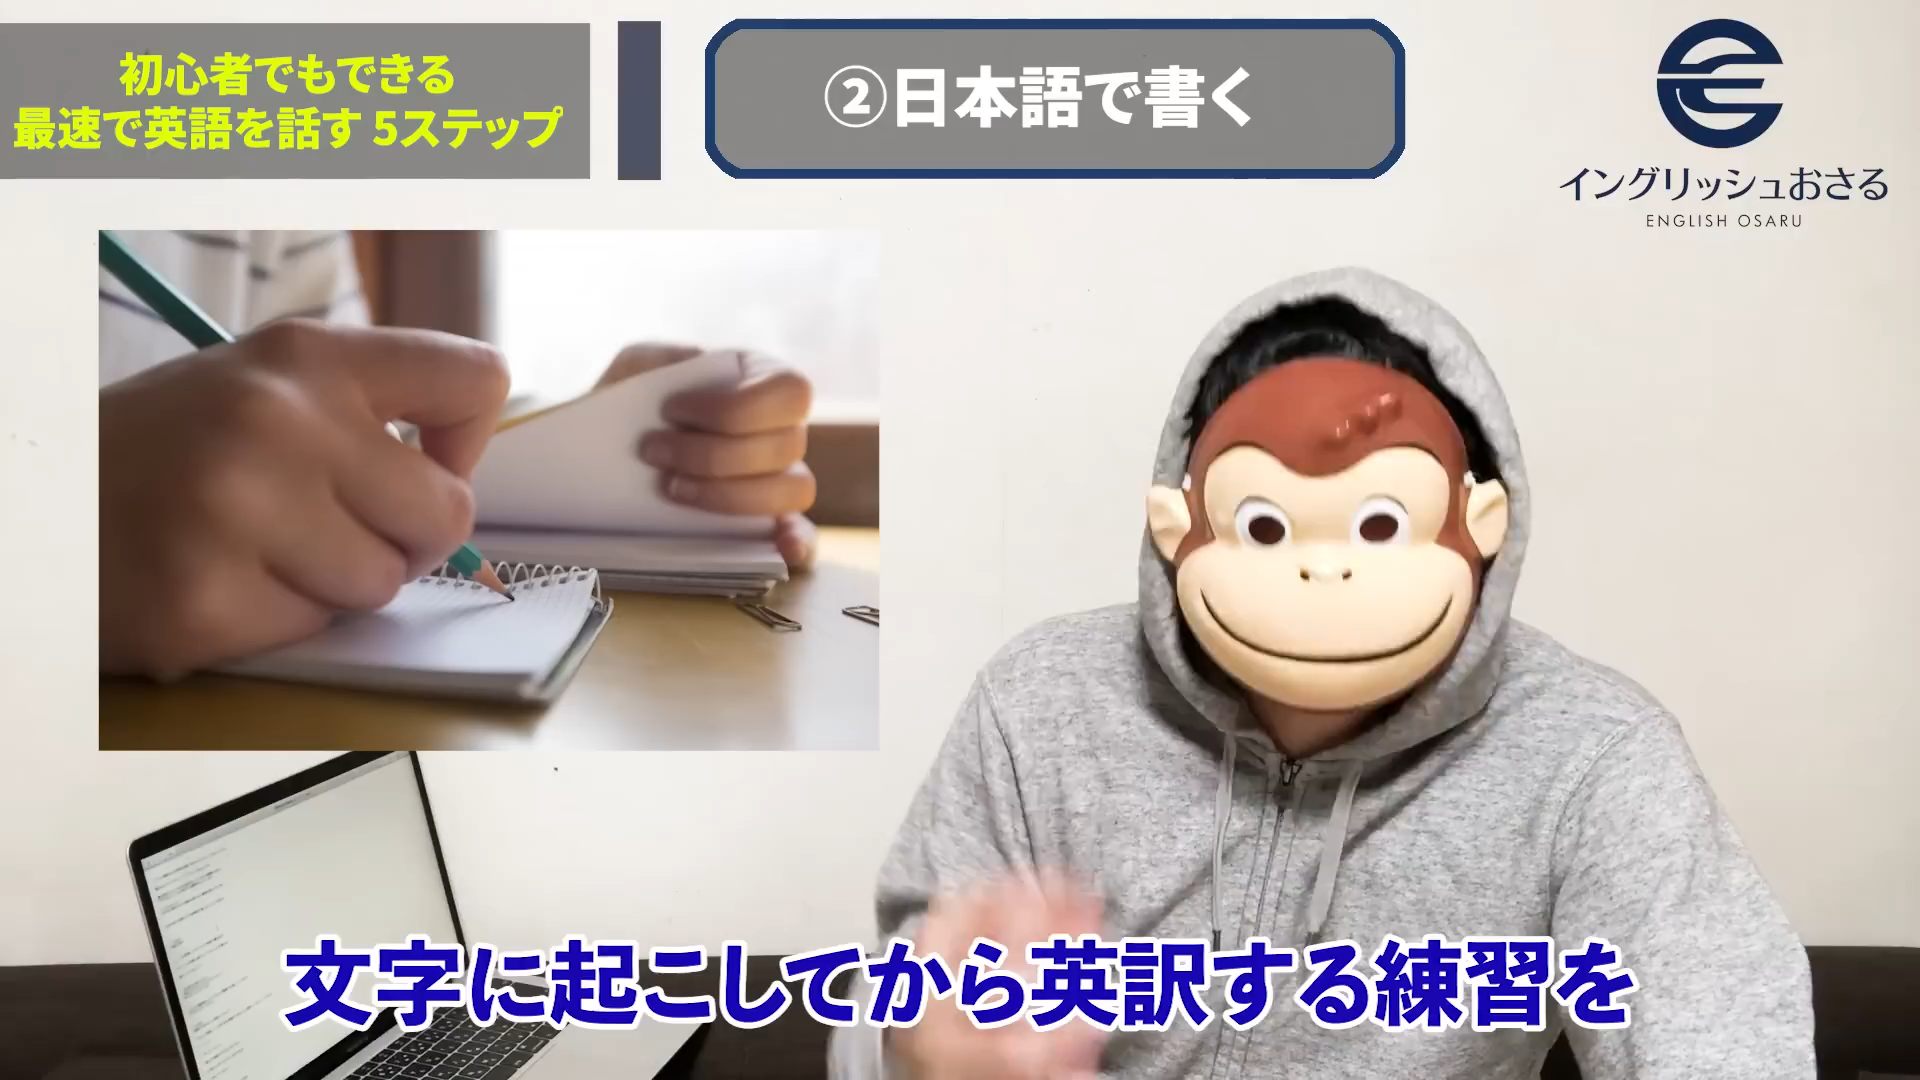 初心者でもできる
最速で英語を話す 5ステップ
②日本語で書く
イングリッシュおさる
ENGLISH OSARU
文字に起こしてから英訳する練習を